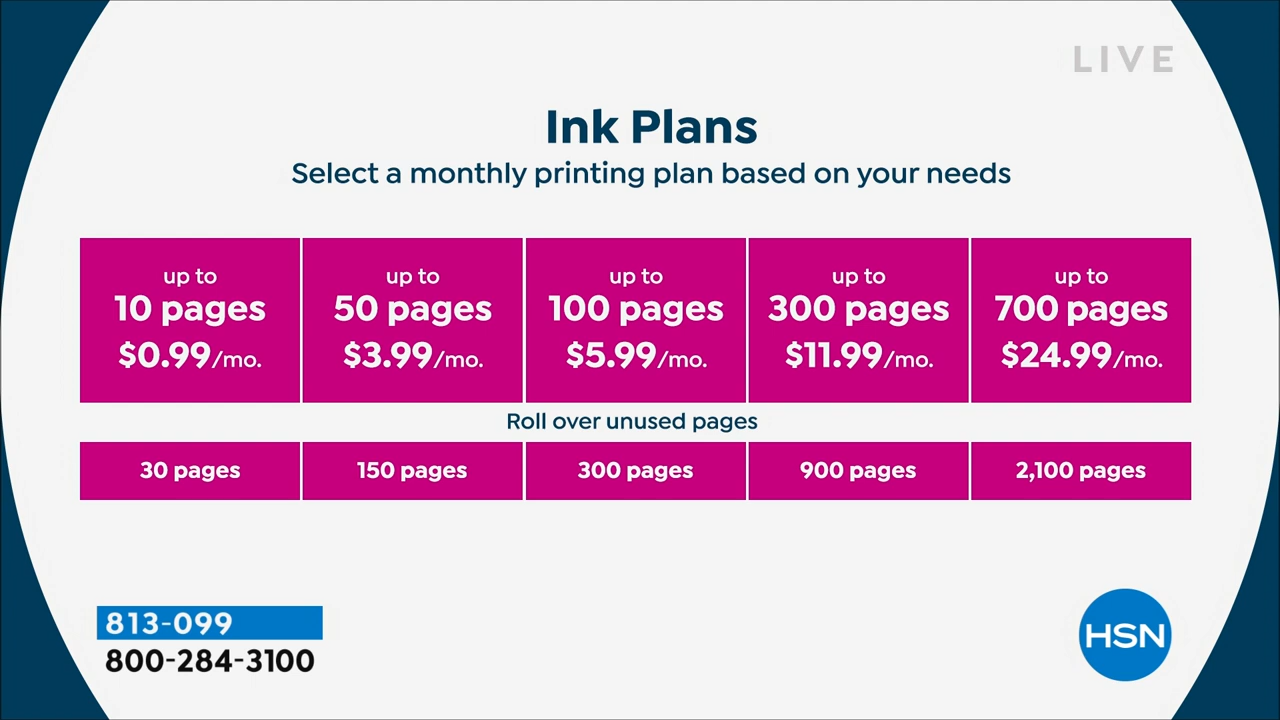 LIVE
Ink Plans
Select a monthly printing plan based on your needs
up to
10 pages
$0.99/mo.
up to
50 pages
$3.99/mo.
up to
100 pages
$5.99/mo.
up to
300 pages
$11.99/mo.
up to
700 pages
$24.99/mo.
Roll over unused pages
30 pages
150 pages
300 pages
900 pages
2,100 pages
813-099
800-284-3100
HSN